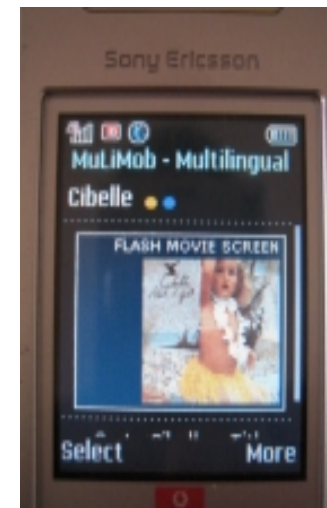 Sony Ericsson
MuLiMob - Multilingual
Cibelle
FLASH MOVIE SCREEN
Select
More